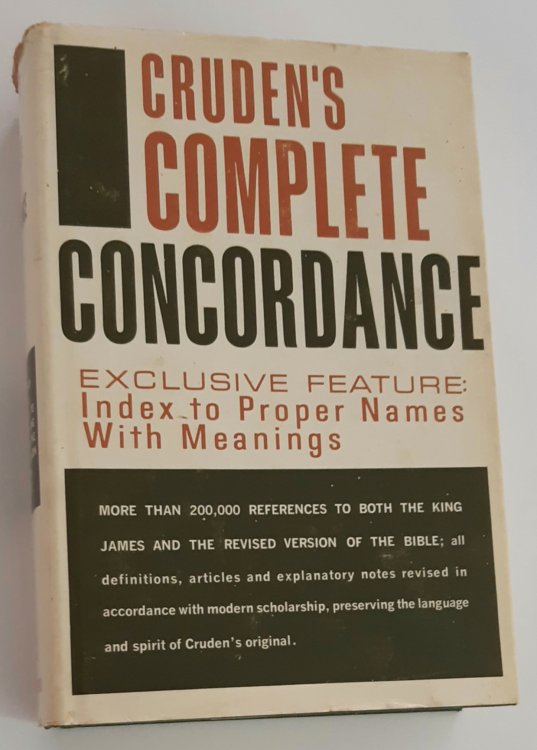 CRUDEN'S
COMPLETE
CONCORDANCE
EXCLUSIVE FEATURE:
Index to Proper Names
With Meanings
MORE THAN 200,000 REFERENCES TO BOTH THE KING
JAMES AND THE REVISED VERSION OF THE BIBLE; all
definitions, articles and explanatory notes revised in
accordance with modern scholarship, preserving the language
and spirit of Cruden's original.